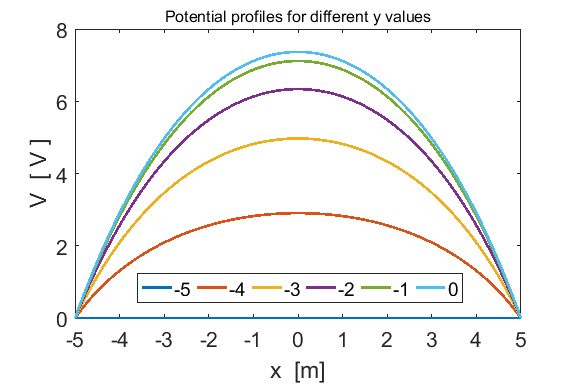 Potential profiles for different y values
8
6
4
2
0
V [ V ]
-5 -4 -3 -2 -1 0
-5 -4 -3 -2 -1 0 1 2 3 4 5
x [m]